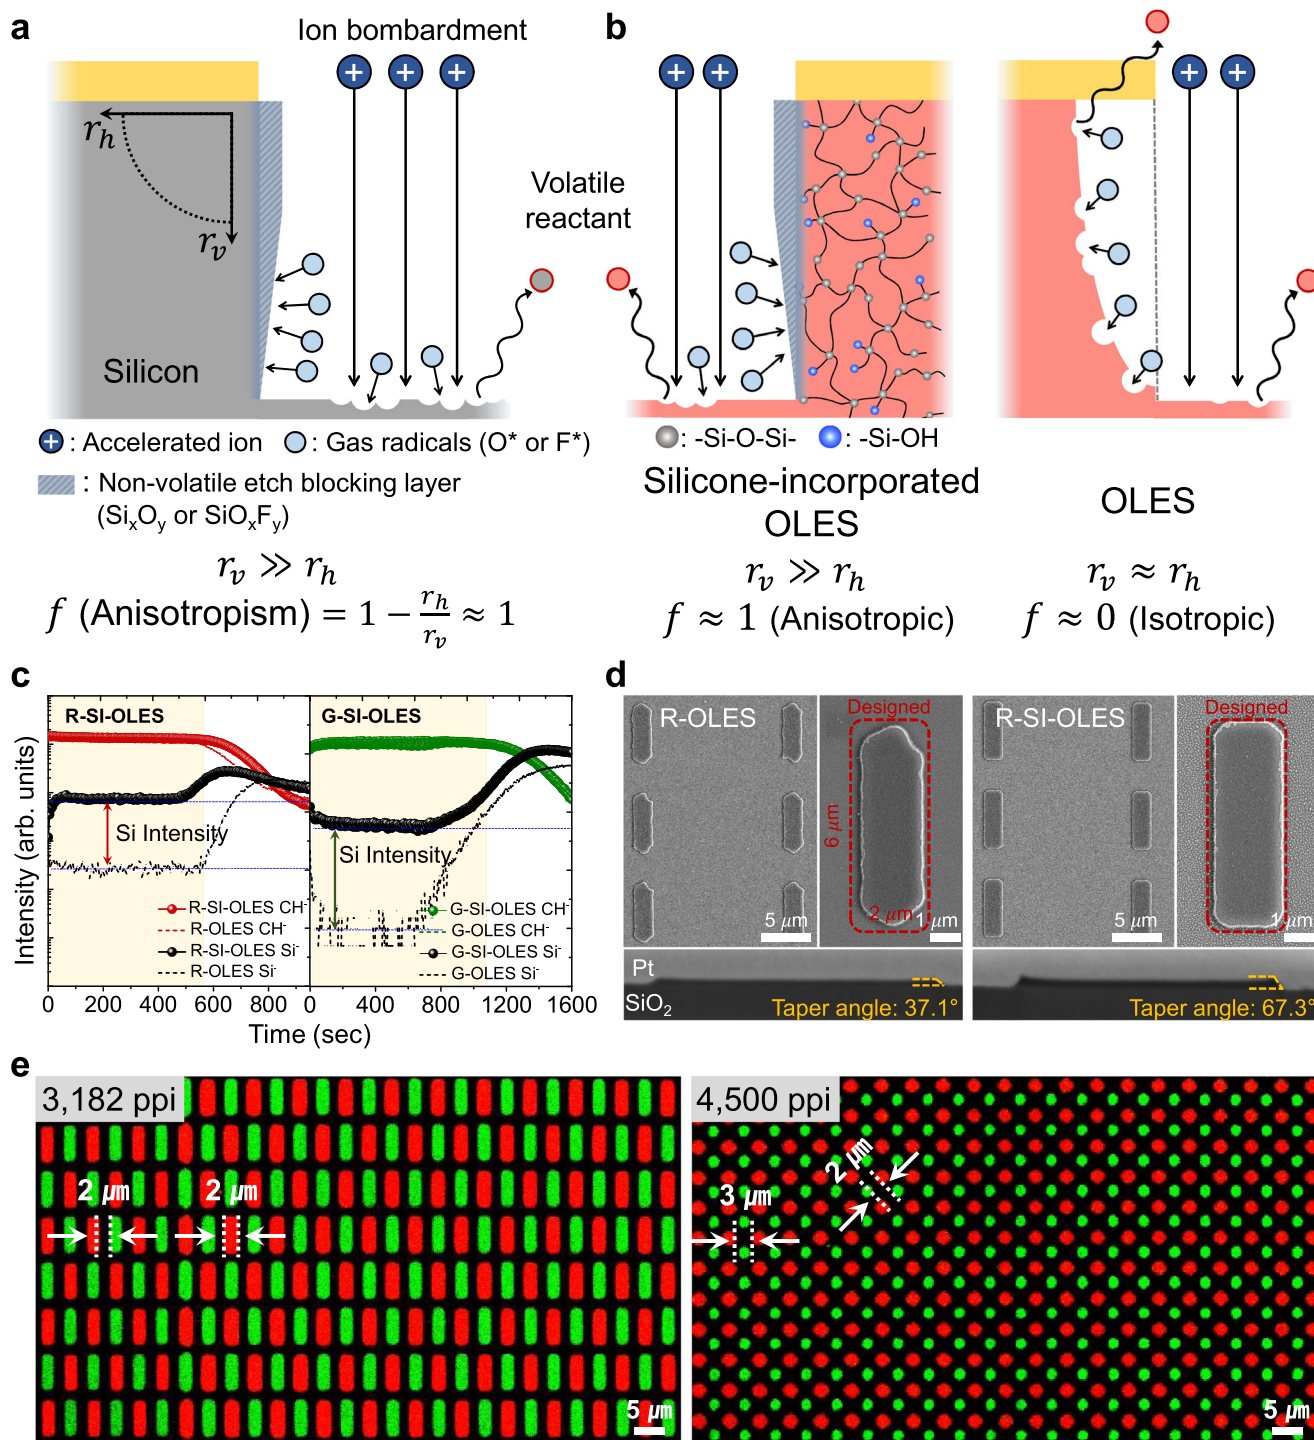 a
Ion bombardment
+ + +
r_h
r_v
Silicon
Volatile
reactant
+ : Accelerated ion : Gas radicals (O* or F*)
: Non-volatile etch blocking layer
(Si_xO_y or SiO_xF_y)
r_v ≫ r_h
f (Anisotropism) = 1 − r_h/r_v ≈ 1
b
+ + + +
: -Si-O-Si- : -Si-OH
Silicone-incorporated
OLES
r_v ≫ r_h
f ≈ 1 (Anisotropic)
OLES
r_v ≈ r_h
f ≈ 0 (Isotropic)
c
R-SI-OLES
G-SI-OLES
Si Intensity
Si Intensity
R-SI-OLES CH⁻
R-OLES CH⁻
R-SI-OLES Si⁻
R-OLES Si⁻
G-SI-OLES CH⁻
G-OLES CH⁻
G-SI-OLES Si⁻
G-OLES Si⁻
Intensity (arb. units)
0 200 400 600 800 0 400 800 1200 1600
Time (sec)
d
R-OLES
5 μm
Designed
6 μm
2 μm
1 μm
R-SI-OLES
5 μm
Designed
1 μm
Pt
SiO₂
Taper angle: 37.1°
Taper angle: 67.3°
e
3,182 ppi
2 μm 2 μm
5 μm
4,500 ppi
2 μm
3 μm
5 μm